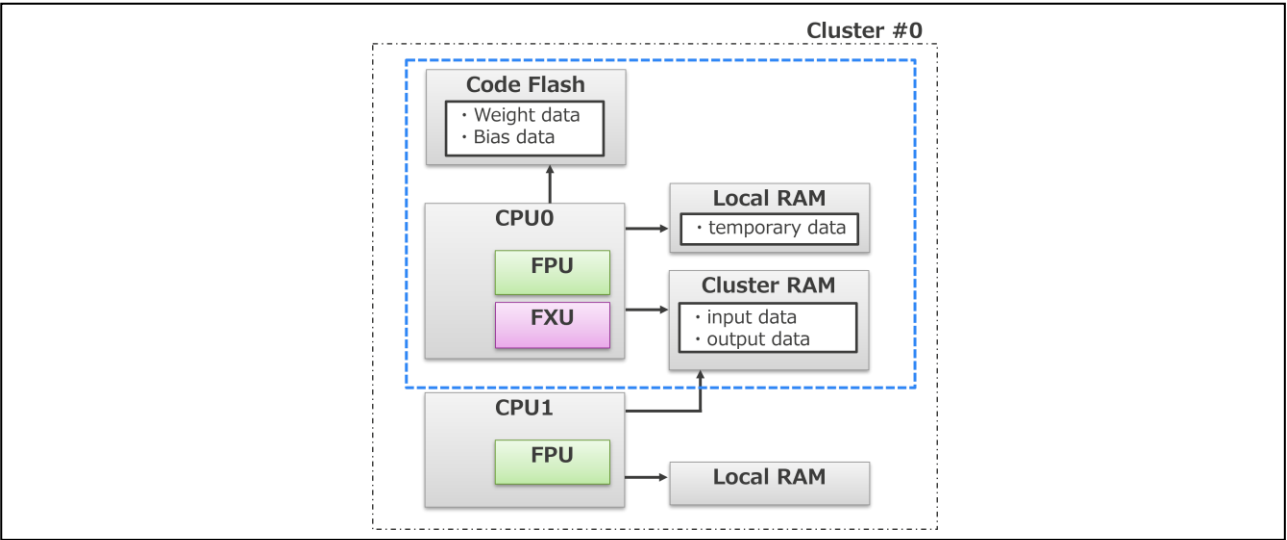 Cluster #0
Code Flash
・Weight data
・Bias data
CPU0
FPU
FXU
Local RAM
・temporary data
Cluster RAM
・input data
・output data
CPU1
FPU
Local RAM